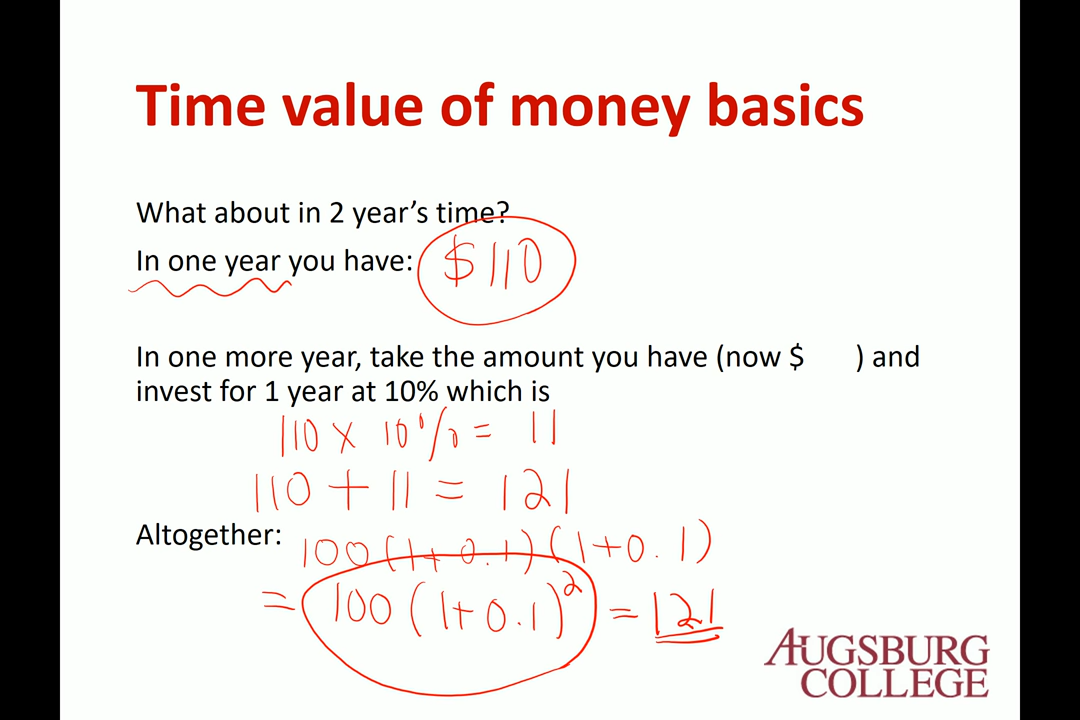 Time value of money basics
What about in 2 year’s time?
In one year you have: $110
In one more year, take the amount you have (now $ ) and
invest for 1 year at 10% which is
110 x 10% = 11
110 + 11 = 121
Altogether: 100 (1+0.1) (1+0.1)
= 100 (1+0.1)² = 121
AUGSBURG
COLLEGE